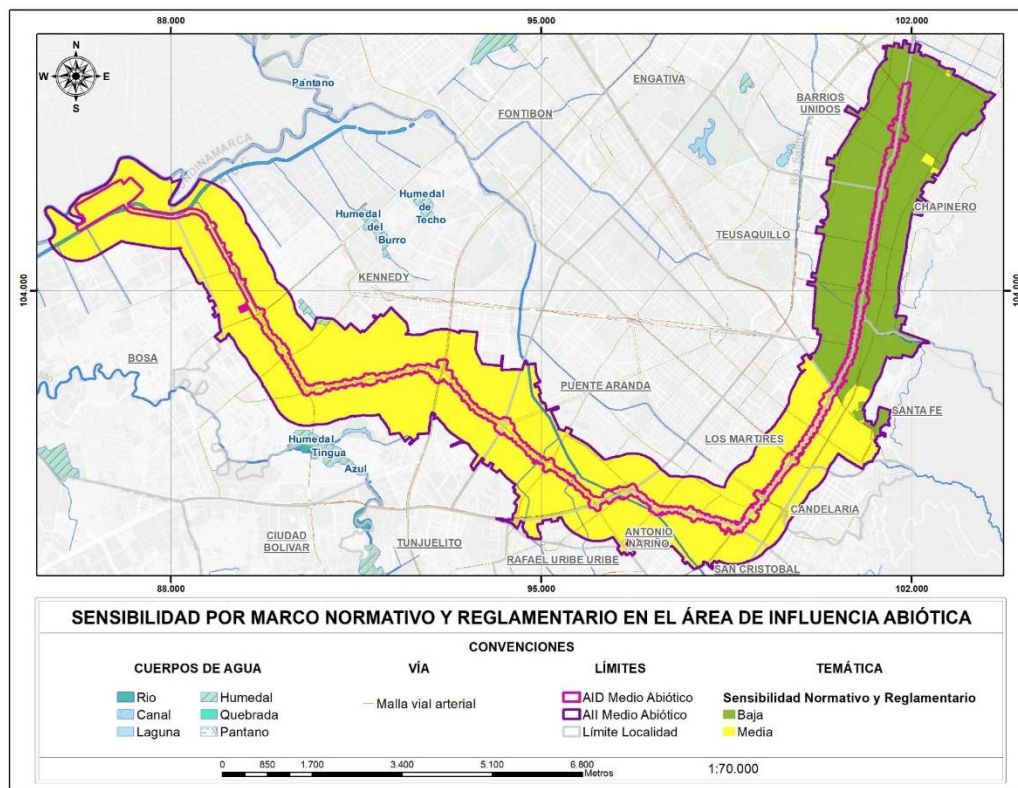 88.000 95.000 102.000
N
W E
S
Pantano
ENGATIVA
FONTIBON
BARRIOS
UNIDOS
Humedal
de
Techo
Humedal
del
Burro
CHAPINERO
TEUSAQUILLO
KENNEDY
104.000 104.000
BOSA
PUENTE ARANDA
SANTA FE
LOS MARTIRES
Humedal
Tingua
Azul
CANDELARIA
CIUDAD
BOLIVAR
TUNJUELITO
ANTONIO
NARIÑO
RAFAEL URIBE URIBE
SAN CRISTOBAL
88.000 95.000 102.000
SENSIBILIDAD POR MARCO NORMATIVO Y REGLAMENTARIO EN EL ÁREA DE INFLUENCIA ABIÓTICA
CONVENCIONES
CUERPOS DE AGUA
Rio
Canal
Laguna
Humedal
Quebrada
Pantano
VÍA
Malla vial arterial
LÍMITES
AID Medio Abiótico
AII Medio Abiótico
Límite Localidad
TEMÁTICA
Sensibilidad Normativo y Reglamentario
Baja
Media
0 850 1.700 3.400 5.100 6.800
Metros
1:70.000